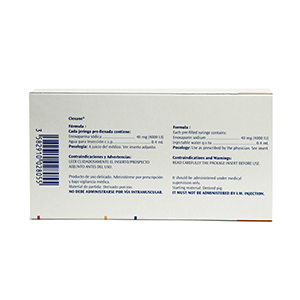 Clexane®
Fórmula :
Cada jeringa pre-llenada contiene:
Enoxaparina sódica 40 mg (4000 UI)
Agua para inyección c.s.p. 0.4 mL
Posología: A juicio del médico. Ver inserto adjunto.
Contraindicaciones y Advertencias:
LEER CUIDADOSAMENTE EL INSERTO/PROSPECTO
ADJUNTO ANTES DEL USO
Producto de uso delicado. Adminístrese por prescripción
y bajo vigilancia médica.
Material de partida: Derivado porcino
NO DEBE ADMINISTRARSE POR VÍA INTRAMUSCULAR.
Formula :
Each pre-filled syringe contains:
Enoxaparin sodium 40 mg (4000 IU)
Injectable water q.s to 0.4 mL
Posology: Use as prescribed by the physician. See insert
Contraindications and Warnings:
READ CAREFULLY THE PACKAGE INSERT BEFORE USE
It should be administered under medical
supervision only.
Starting material: Derived pig
IT MUST NOT BE ADMINISTERED BY I.M. INJECTION.